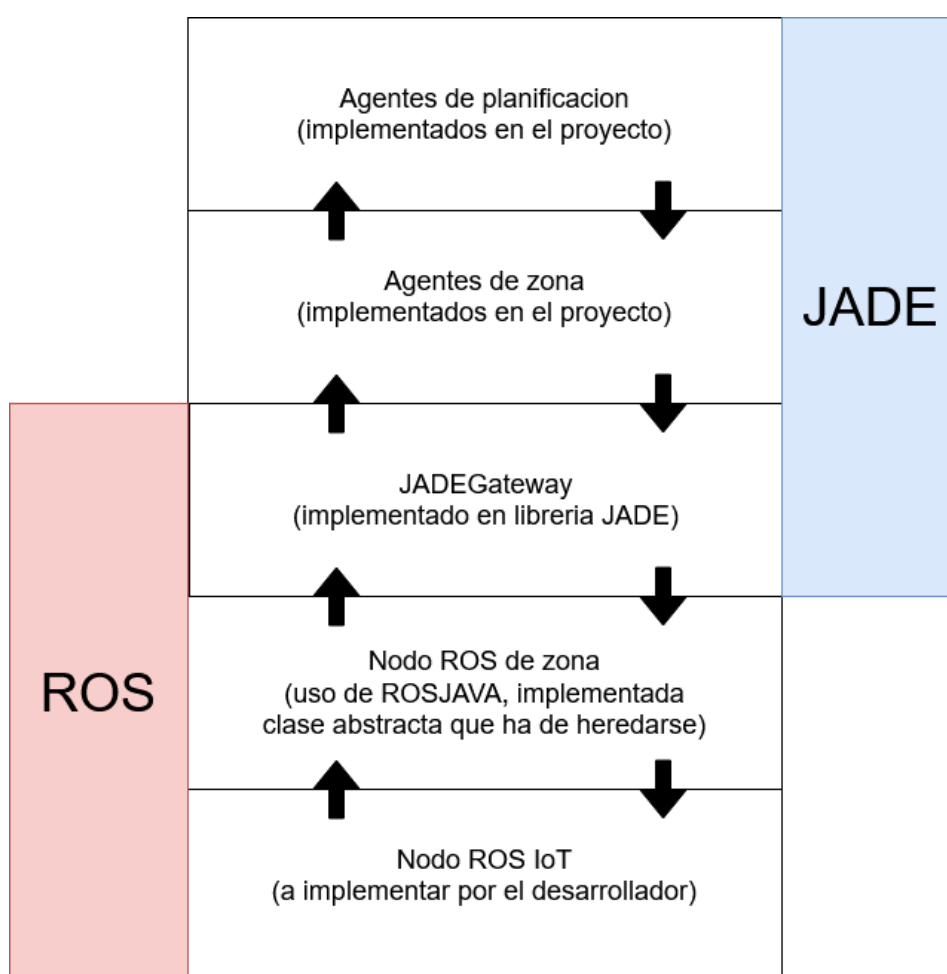 Agentes de planificacion
(implementados en el proyecto)
Agentes de zona
(implementados en el proyecto)
JADE
JADEGateway
(implementado en libreria JADE)
Nodo ROS de zona
(uso de ROSJAVA, implementada
clase abstracta que ha de heredarse)
ROS
Nodo ROS IoT
(a implementar por el desarrollador)